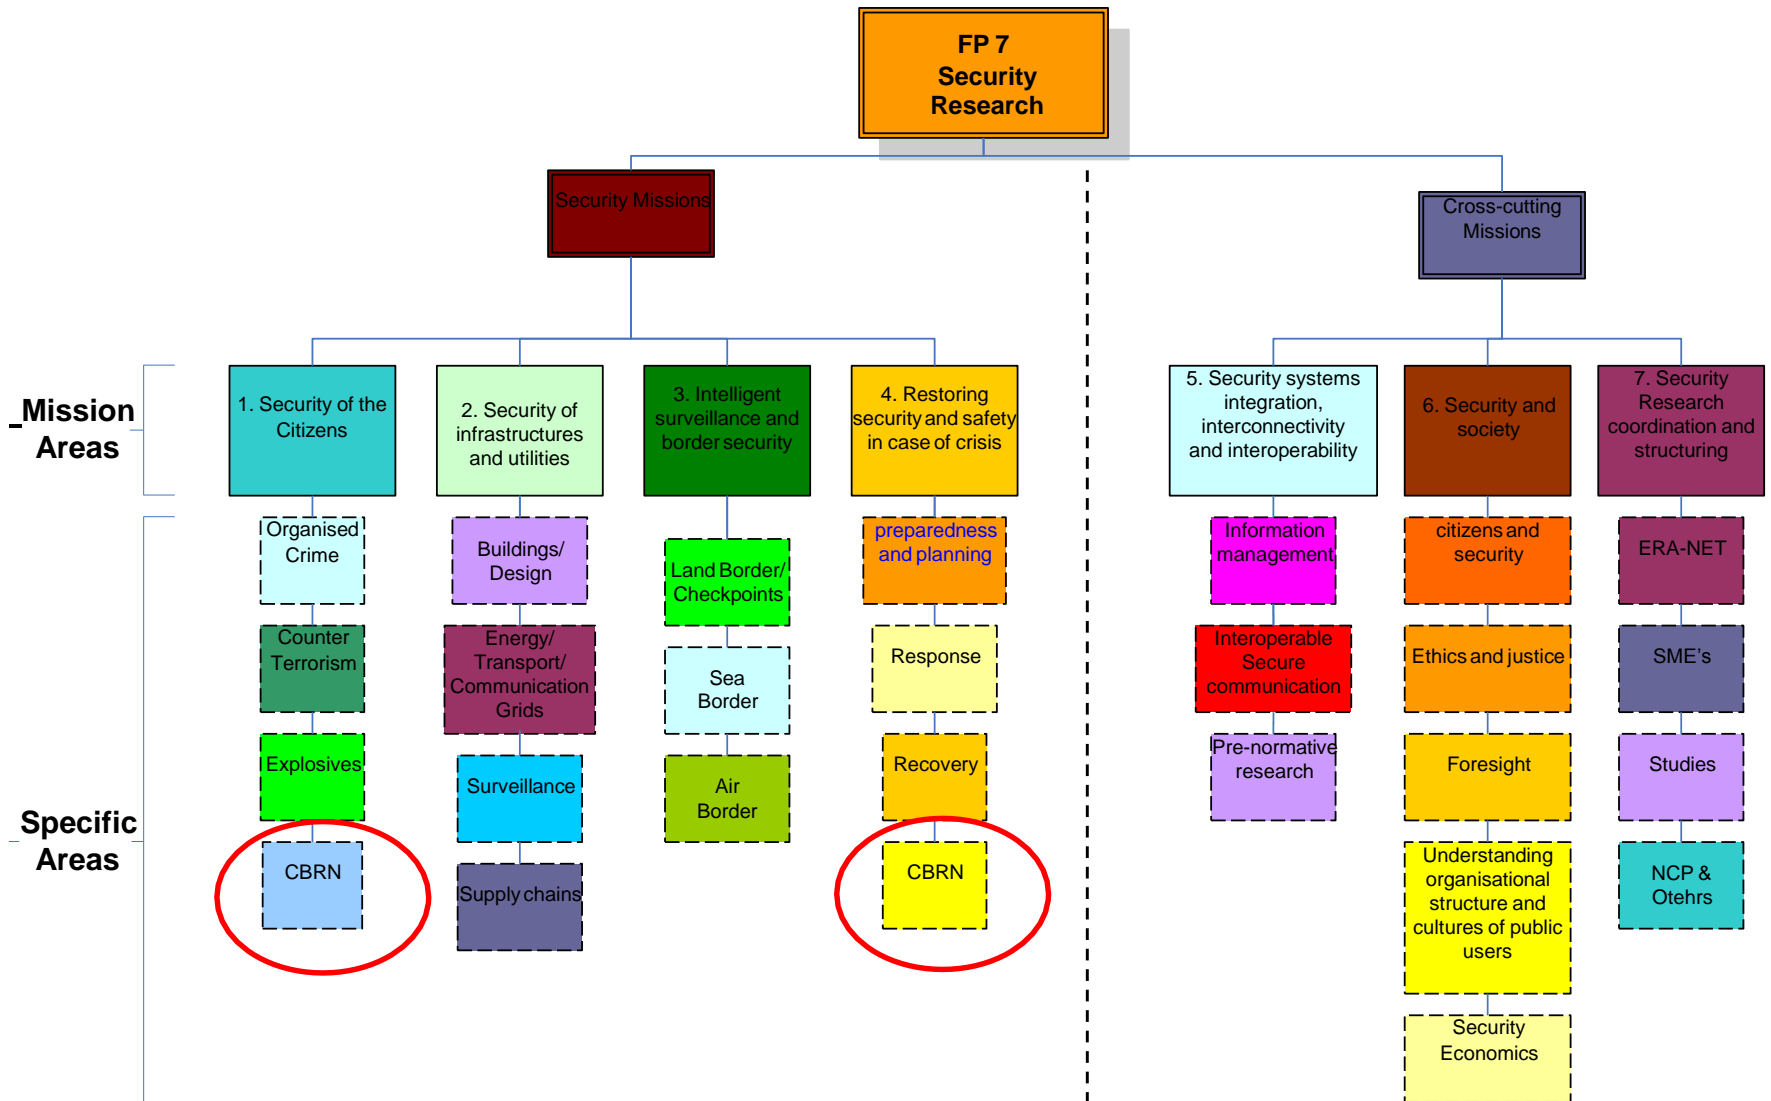 FP 7
Security
Research
Security Missions
Cross-cutting
Missions
Mission
Areas
1. Security of the
Citizens
2. Security of
infrastructures
and utilities
3. Intelligent
surveillance and
border security
4. Restoring
security and safety
in case of crisis
5. Security systems
integration,
interconnectivity
and interoperability
6. Security and
society
7. Security
Research
coordination and
structuring
Specific
Areas
Organised
Crime
Counter
Terrorism
Explosives
CBRN
Buildings/
Design
Energy/
Transport/
Communication
Grids
Surveillance
Supply chains
Land Border/
Checkpoints
Sea
Border
Air
Border
preparedness
and planning
Response
Recovery
CBRN
Information
management
Interoperable
Secure
communication
Pre-normative
research
citizens and
security
Ethics and justice
Foresight
Understanding
organisational
structure and
cultures of public
users
Security
Economics
ERA-NET
SME's
Studies
NCP &
Otehrs